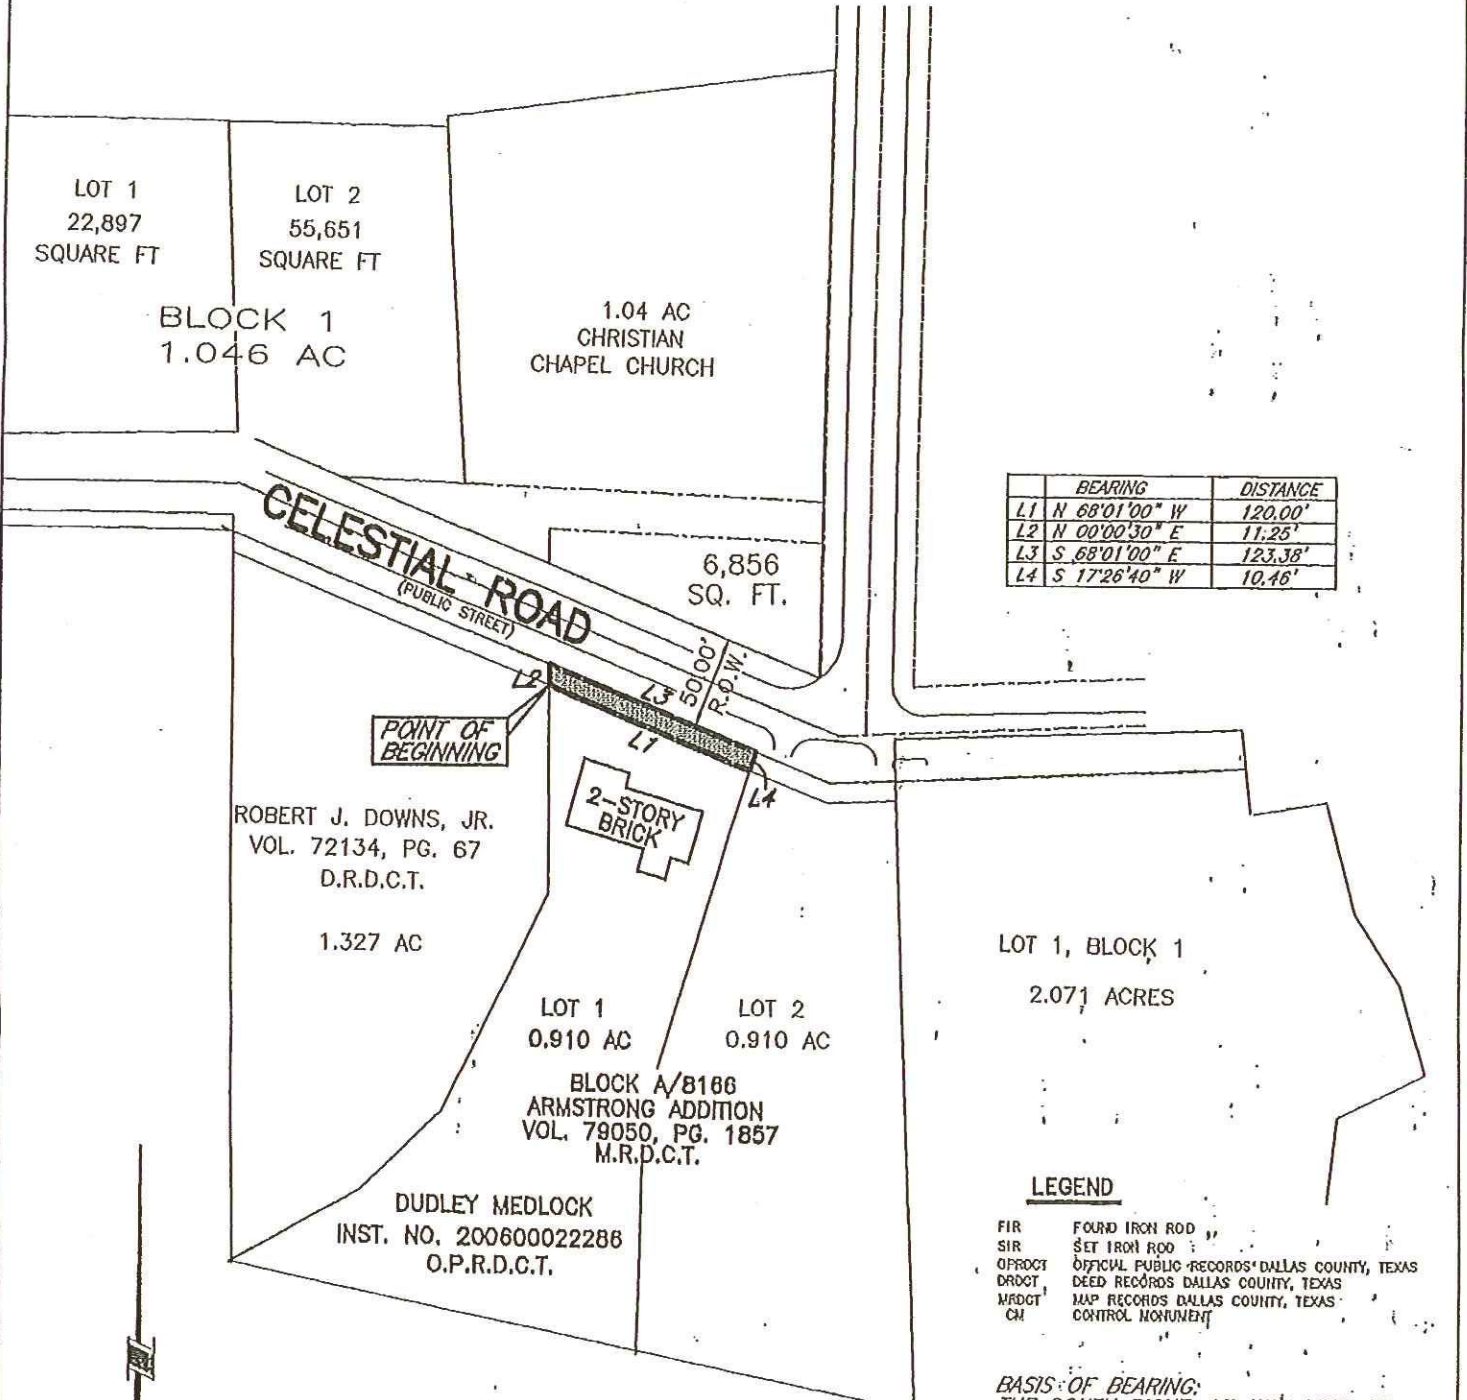 LOT 1
22,897
SQUARE FT
LOT 2
55,651
SQUARE FT
BLOCK 1
1.046 AC
1.04 AC
CHRISTIAN
CHAPEL CHURCH
BEARING DISTANCE
L1 N 68°01'00" W 120.00'
L2 N 00°00'30" E 11.25'
L3 S 68°01'00" E 123.38'
L4 S 17°26'40" W 10.46'
CELESTIAL ROAD
(PUBLIC STREET)
6,856
SQ. FT.
50.00'
R.O.W.
L2
L3
L1
L4
POINT OF
BEGINNING
2-STORY
BRICK
ROBERT J. DOWNS, JR.
VOL. 72134, PG. 67
D.R.D.C.T.
1.327 AC
LOT 1
0.910 AC
LOT 2
0.910 AC
LOT 1, BLOCK 1
2.071 ACRES
BLOCK A/8166
ARMSTRONG ADDITION
VOL. 79050, PG. 1857
M.R.D.C.T.
DUDLEY MEDLOCK
INST. NO. 200600022286
O.P.R.D.C.T.
LEGEND
FIR FOUND IRON ROD
SIR SET IRON ROD
OPRDCT OFFICIAL PUBLIC RECORDS DALLAS COUNTY, TEXAS
DRDCT DEED RECORDS DALLAS COUNTY, TEXAS
MRDCT MAP RECORDS DALLAS COUNTY, TEXAS
CM CONTROL MONUMENT
BASIS OF BEARING: